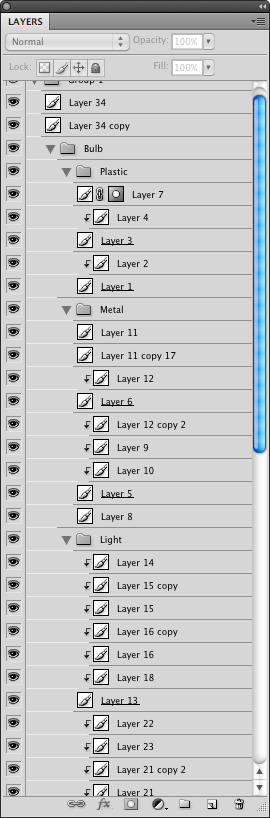 LAYERS
Normal Opacity: 100%
Lock: Fill: 100%
Group 1
Layer 34
Layer 34 copy
Bulb
Plastic
Layer 7
Layer 4
Layer 3
Layer 2
Layer 1
Metal
Layer 11
Layer 11 copy 17
Layer 12
Layer 6
Layer 12 copy 2
Layer 9
Layer 10
Layer 5
Layer 8
Light
Layer 14
Layer 15 copy
Layer 15
Layer 16 copy
Layer 16
Layer 18
Layer 13
Layer 22
Layer 23
Layer 21 copy 2
Layer 21
fx